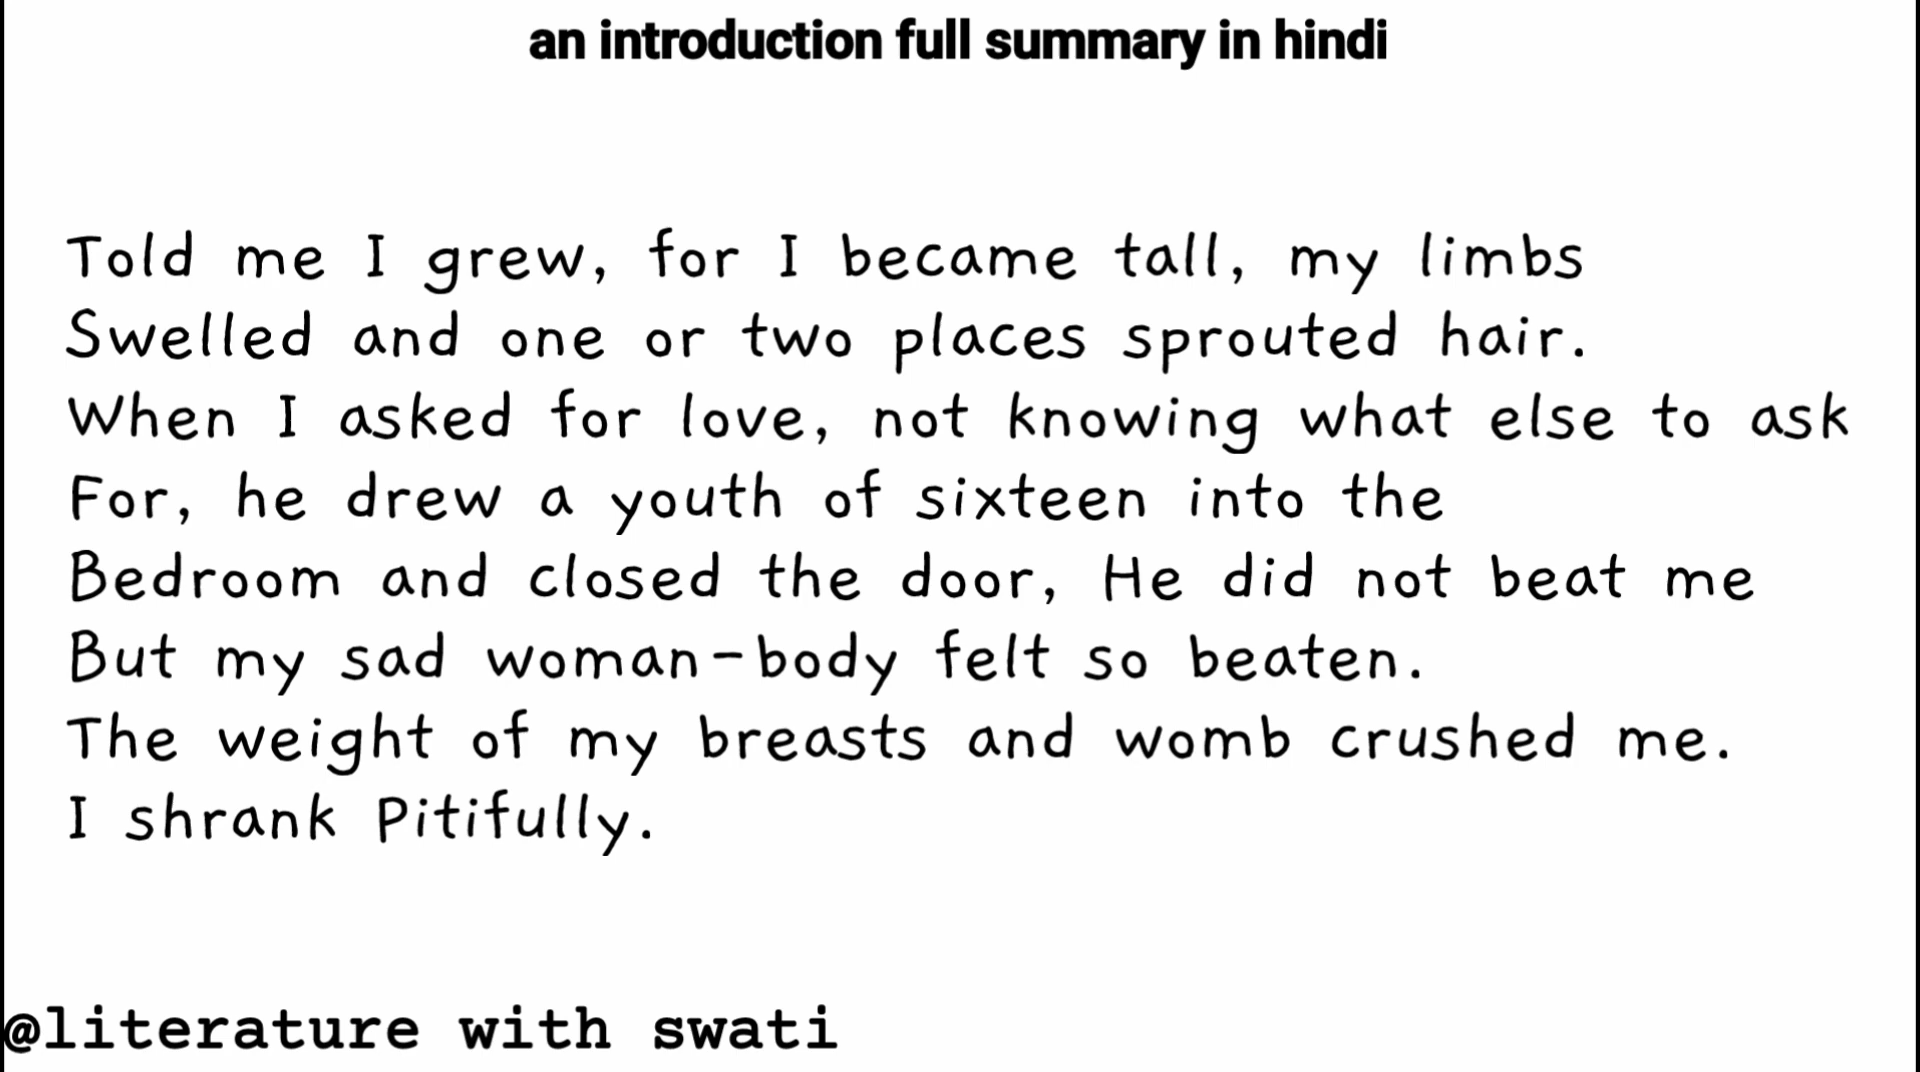 an introduction full summary in hindi
Told me I grew, for I became tall, my limbs
Swelled and one or two places sprouted hair.
When I asked for love, not knowing what else to ask
For, he drew a youth of sixteen into the
Bedroom and closed the door, He did not beat me
But my sad woman-body felt so beaten.
The weight of my breasts and womb crushed me.
I shrank Pitifully.
@literature with swati